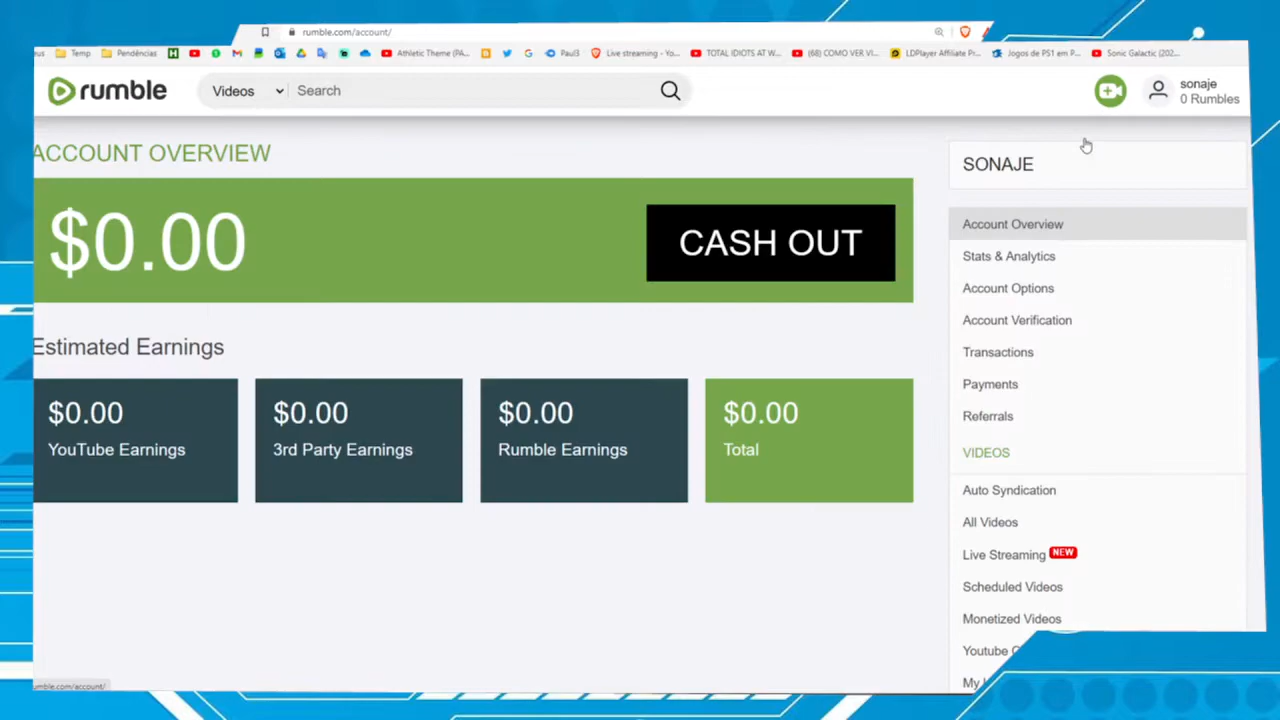 rumble.com/account/
Temp
Pendências
Athletic Theme (PA...
Paul3
Live streaming - Yo...
TOTAL IDIOTS AT W...
(68) COMO VER VI...
LDPlayer Affiliate Pr...
Jogos de PS1 em P...
Sonic Galactic (202...
rumble
Videos
Search
sonaje
0 Rumbles
ACCOUNT OVERVIEW
$0.00
CASH OUT
Estimated Earnings
$0.00
YouTube Earnings
$0.00
3rd Party Earnings
$0.00
Rumble Earnings
$0.00
Total
SONAJE
Account Overview
Stats & Analytics
Account Options
Account Verification
Transactions
Payments
Referrals
VIDEOS
Auto Syndication
All Videos
Live Streaming NEW
Scheduled Videos
Monetized Videos
Youtube
My
umble.com/account/